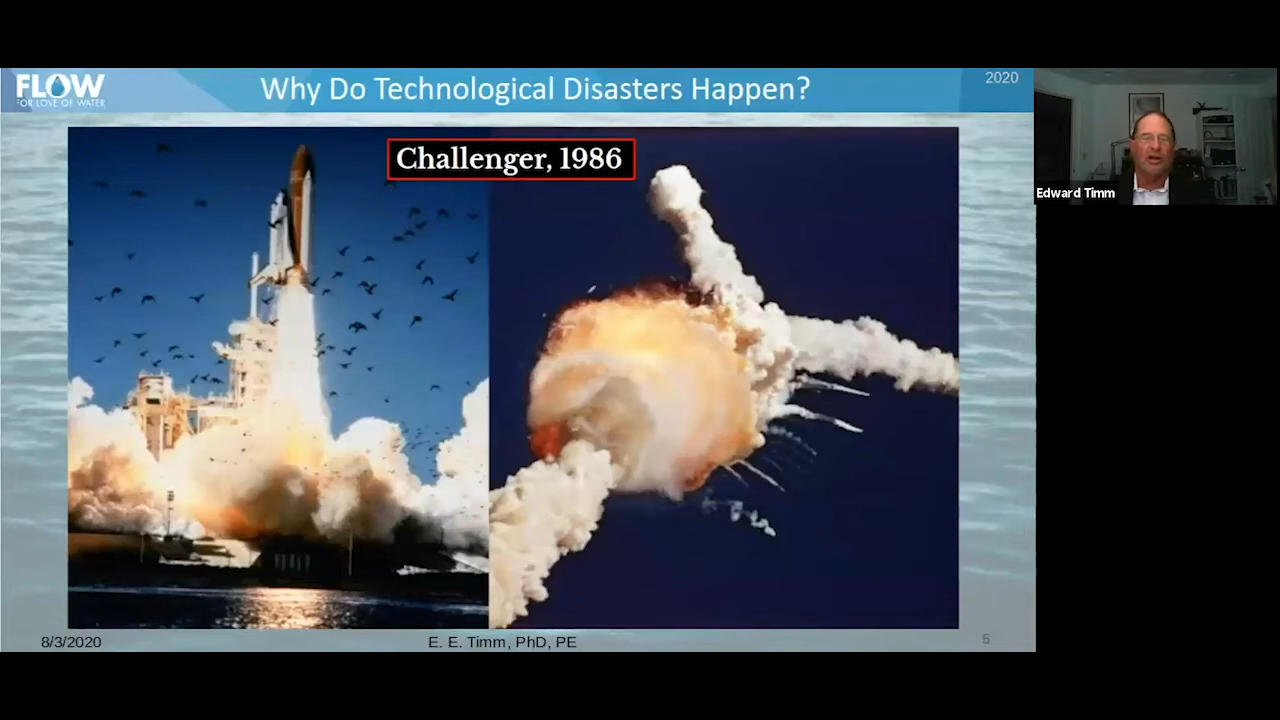 FLOW
FOR LOVE OF WATER
Why Do Technological Disasters Happen?
2020
Challenger, 1986
Edward Timm
8/3/2020
E. E. Timm, PhD, PE
5